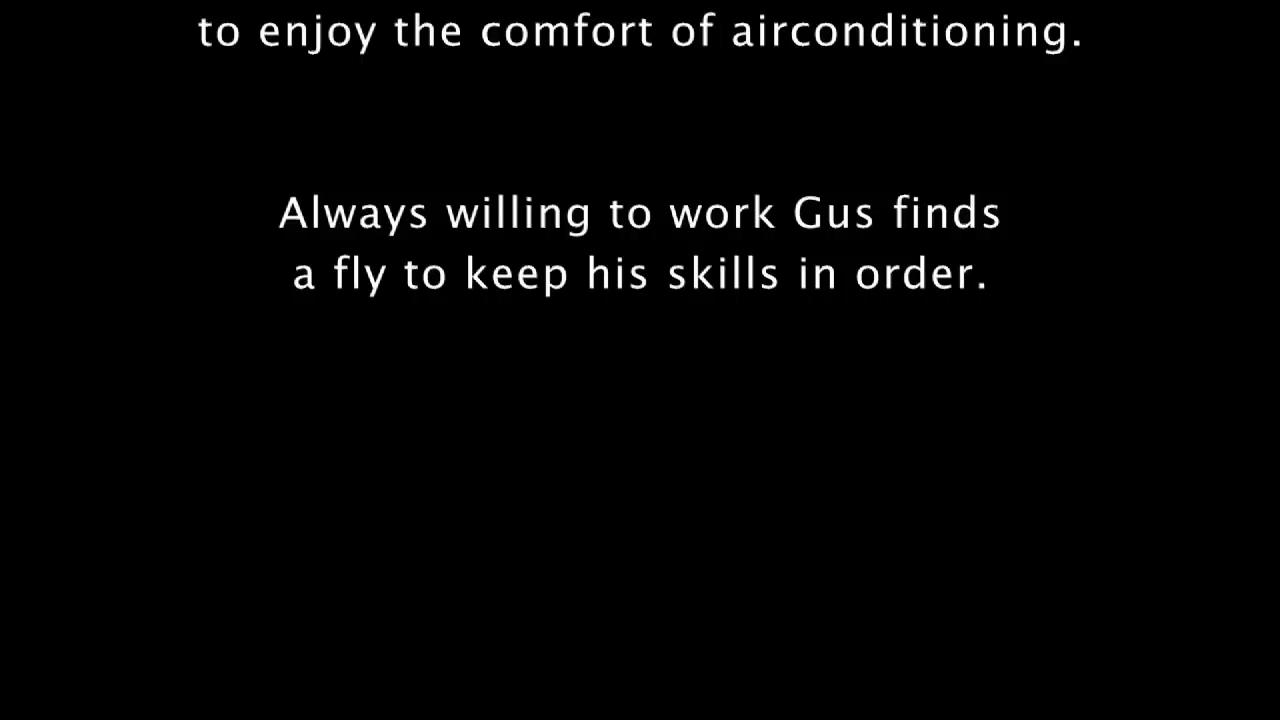 to enjoy the comfort of airconditioning.
Always willing to work Gus finds
a fly to keep his skills in order.